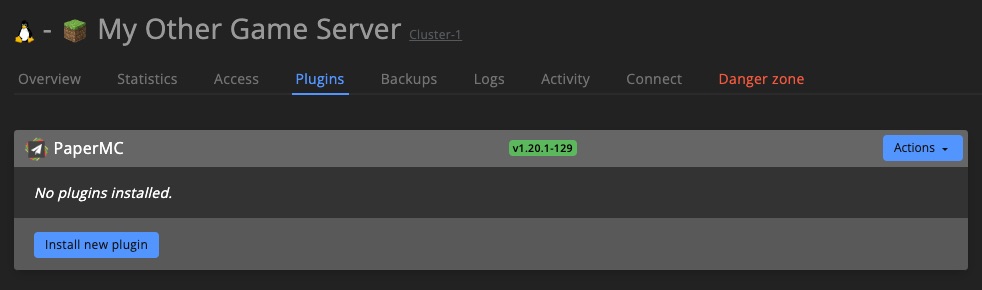 - My Other Game Server Cluster-1
Overview Statistics Access Plugins Backups Logs Activity Connect Danger zone
PaperMC v1.20.1-129 Actions
No plugins installed.
Install new plugin